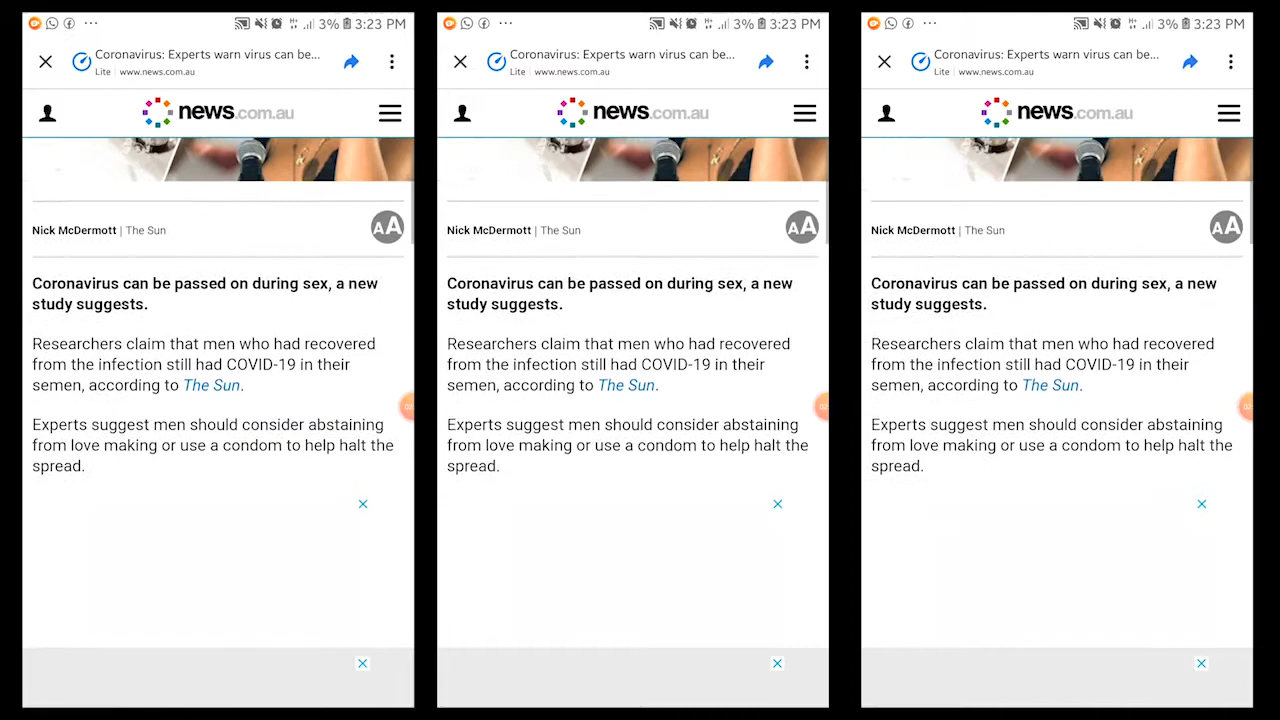 3% 3:23 PM
Coronavirus: Experts warn virus can be...
Lite | www.news.com.au
news.com.au
Nick McDermott | The Sun
AA
Coronavirus can be passed on during sex, a new
study suggests.
Researchers claim that men who had recovered
from the infection still had COVID-19 in their
semen, according to The Sun.
Experts suggest men should consider abstaining
from love making or use a condom to help halt the
spread.
3% 3:23 PM
Coronavirus: Experts warn virus can be...
Lite | www.news.com.au
news.com.au
Nick McDermott | The Sun
AA
Coronavirus can be passed on during sex, a new
study suggests.
Researchers claim that men who had recovered
from the infection still had COVID-19 in their
semen, according to The Sun.
Experts suggest men should consider abstaining
from love making or use a condom to help halt the
spread.
3% 3:23 PM
Coronavirus: Experts warn virus can be...
Lite | www.news.com.au
news.com.au
Nick McDermott | The Sun
AA
Coronavirus can be passed on during sex, a new
study suggests.
Researchers claim that men who had recovered
from the infection still had COVID-19 in their
semen, according to The Sun.
Experts suggest men should consider abstaining
from love making or use a condom to help halt the
spread.